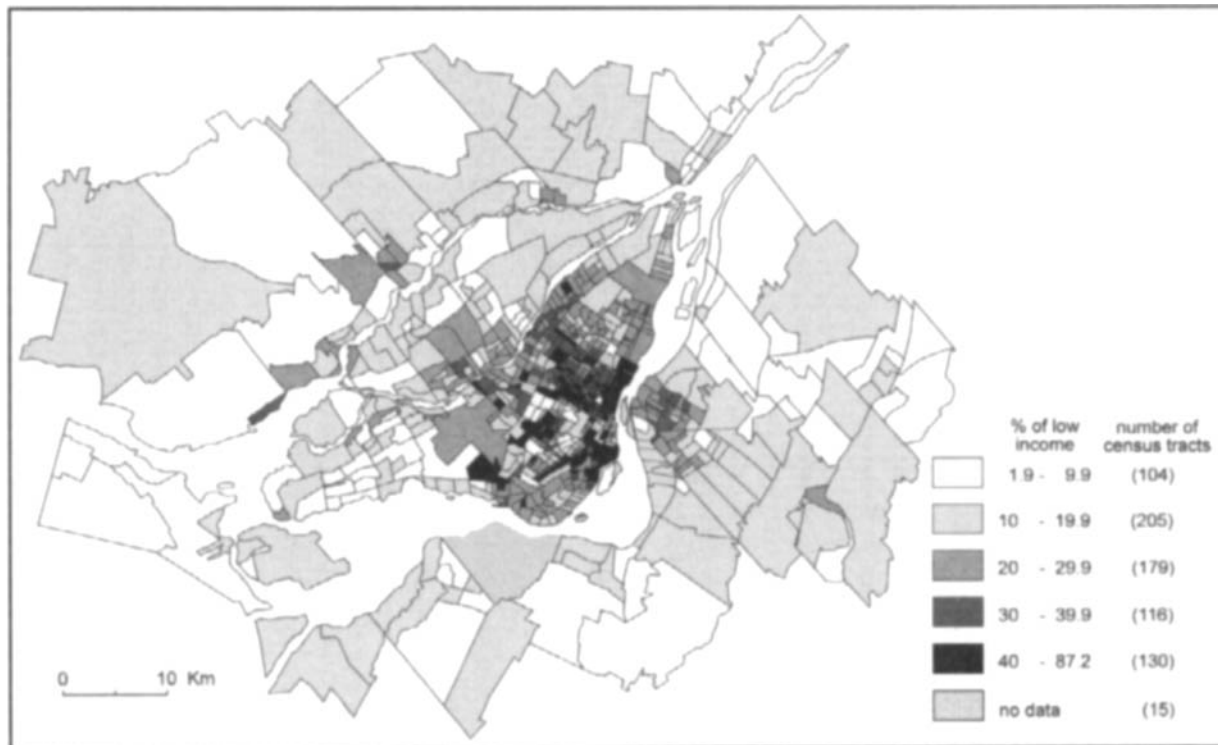 % of low number of
income census tracts
1.9 - 9.9 (104)
10 - 19.9 (205)
20 - 29.9 (179)
30 - 39.9 (116)
40 - 87.2 (130)
no data (15)
0 10 Km